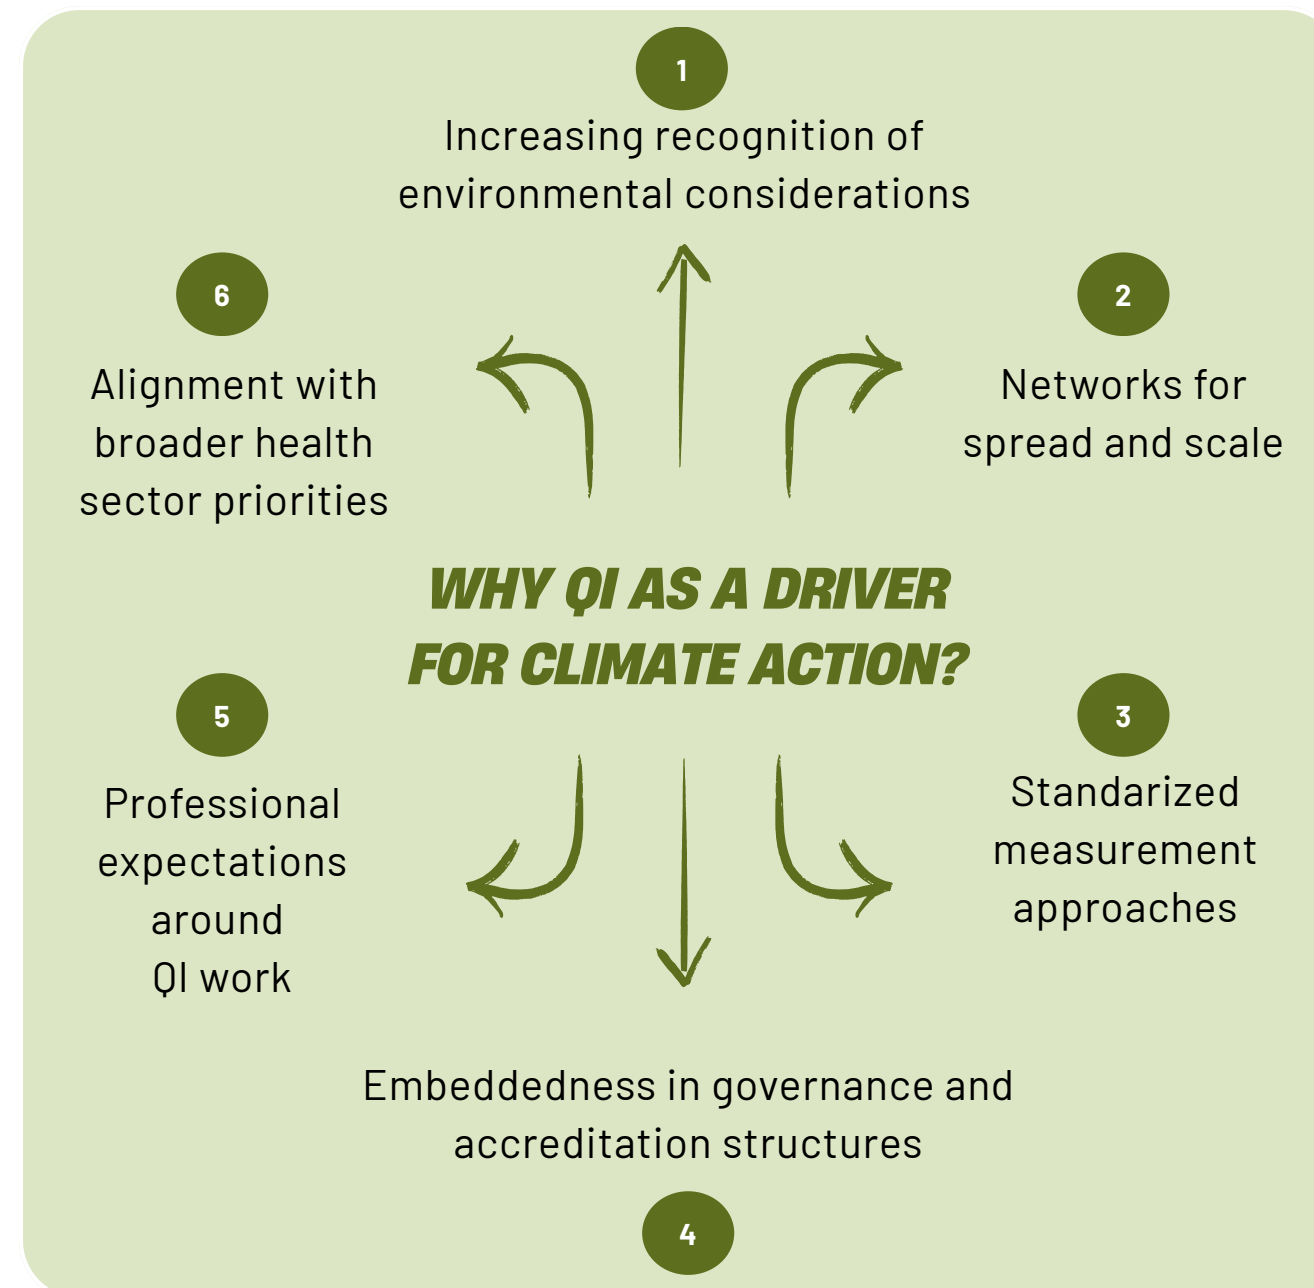 1
Increasing recognition of
environmental considerations
2
Networks for
spread and scale
WHY QI AS A DRIVER
FOR CLIMATE ACTION?
3
Standarized
measurement
approaches
4
Embeddedness in governance and
accreditation structures
5
Professional
expectations
around
QI work
6
Alignment with
broader health
sector priorities